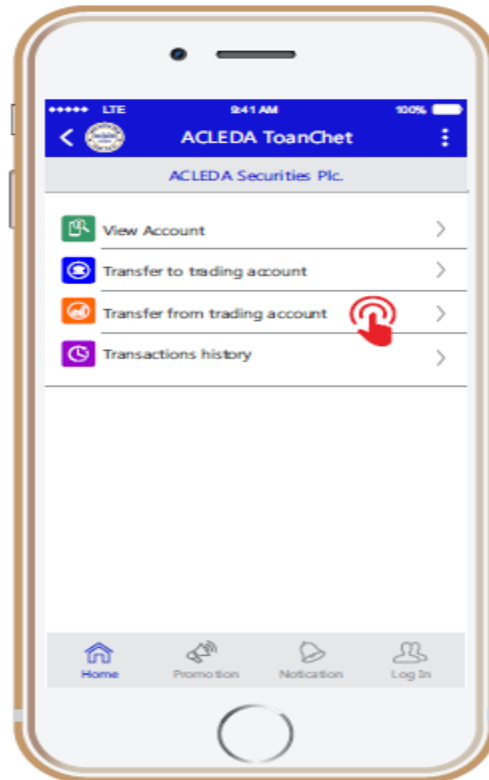 LTE 9:41 AM 100%
ACLEDA ToanChet
ACLEDA Securities Plc.
View Account
Transfer to trading account
Transfer from trading account
Transactions history
Home Promotion Notication Log In